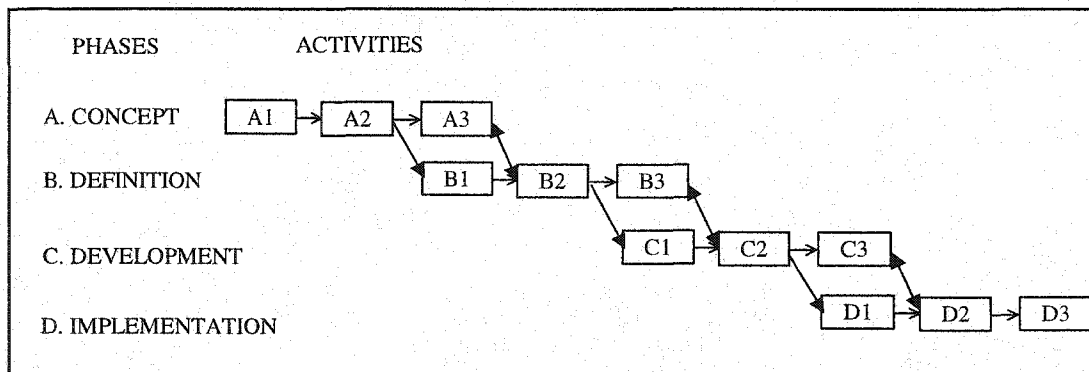 PHASES ACTIVITIES
A. CONCEPT A1 A2 A3
B. DEFINITION B1 B2 B3
C. DEVELOPMENT C1 C2 C3
D. IMPLEMENTATION D1 D2 D3